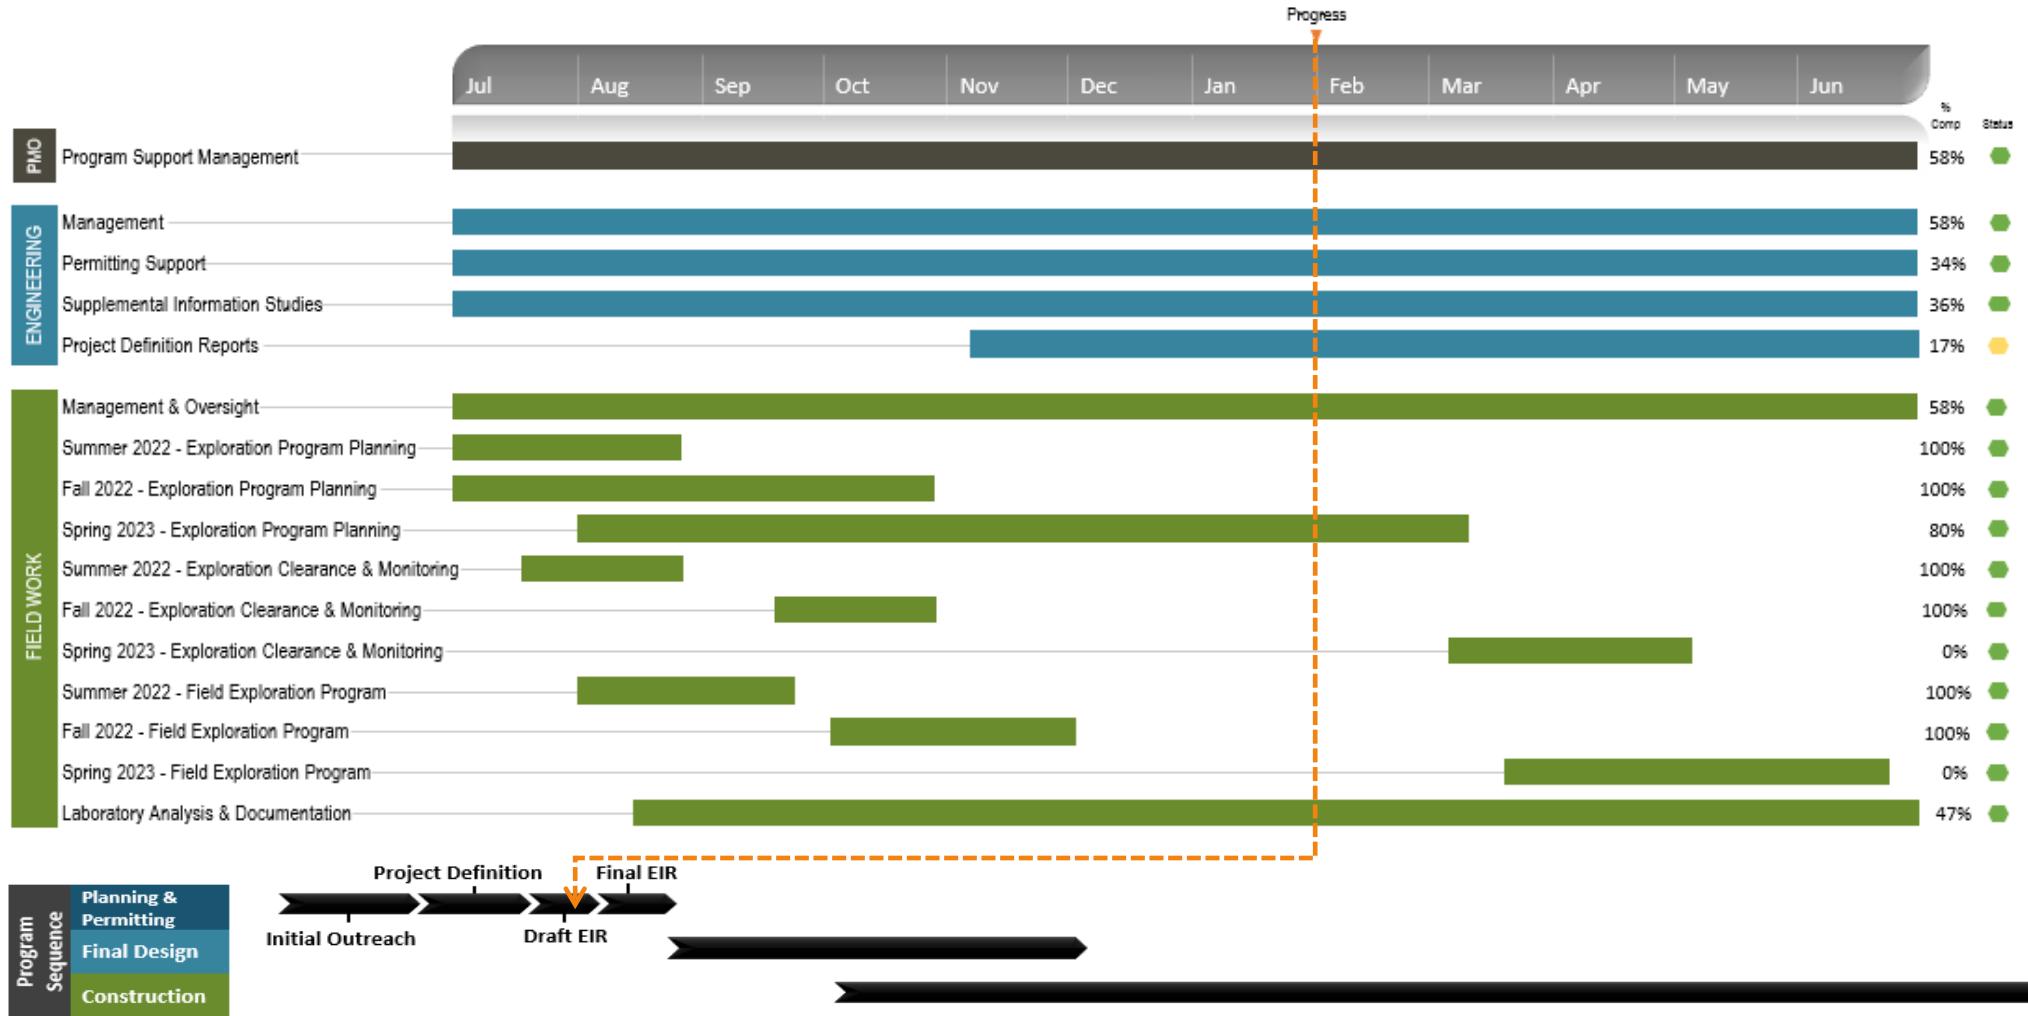 Progress
Jul Aug Sep Oct Nov Dec Jan Feb Mar Apr May Jun
%
Comp Status
PMO
Program Support Management 58%
ENGINEERING
Management 58%
Permitting Support 34%
Supplemental Information Studies 36%
Project Definition Reports 17%
FIELD WORK
Management & Oversight 58%
Summer 2022 - Exploration Program Planning 100%
Fall 2022 - Exploration Program Planning 100%
Spring 2023 - Exploration Program Planning 80%
Summer 2022 - Exploration Clearance & Monitoring 100%
Fall 2022 - Exploration Clearance & Monitoring 100%
Spring 2023 - Exploration Clearance & Monitoring 0%
Summer 2022 - Field Exploration Program 100%
Fall 2022 - Field Exploration Program 100%
Spring 2023 - Field Exploration Program 0%
Laboratory Analysis & Documentation 47%
Project Definition Final EIR
Initial Outreach Draft EIR
Program
Sequence
Planning &
Permitting
Final Design
Construction